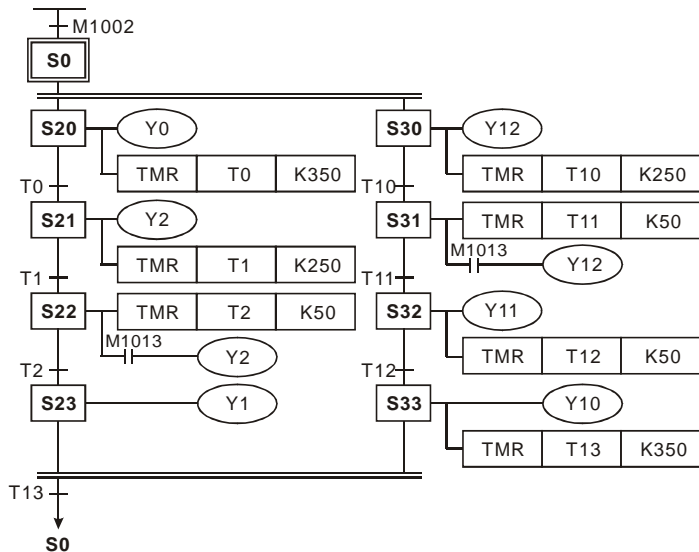 M1002
S0
S20 Y0 S30 Y12
TMR T0 K350 TMR T10 K250
T0 T10
S21 Y2 S31 TMR T11 K50
TMR T1 K250 M1013 Y12
T1 T11
S22 TMR T2 K50 S32 Y11
M1013 Y2 TMR T12 K50
T2 T12
S23 Y1 S33 Y10
TMR T13 K350
T13
S0